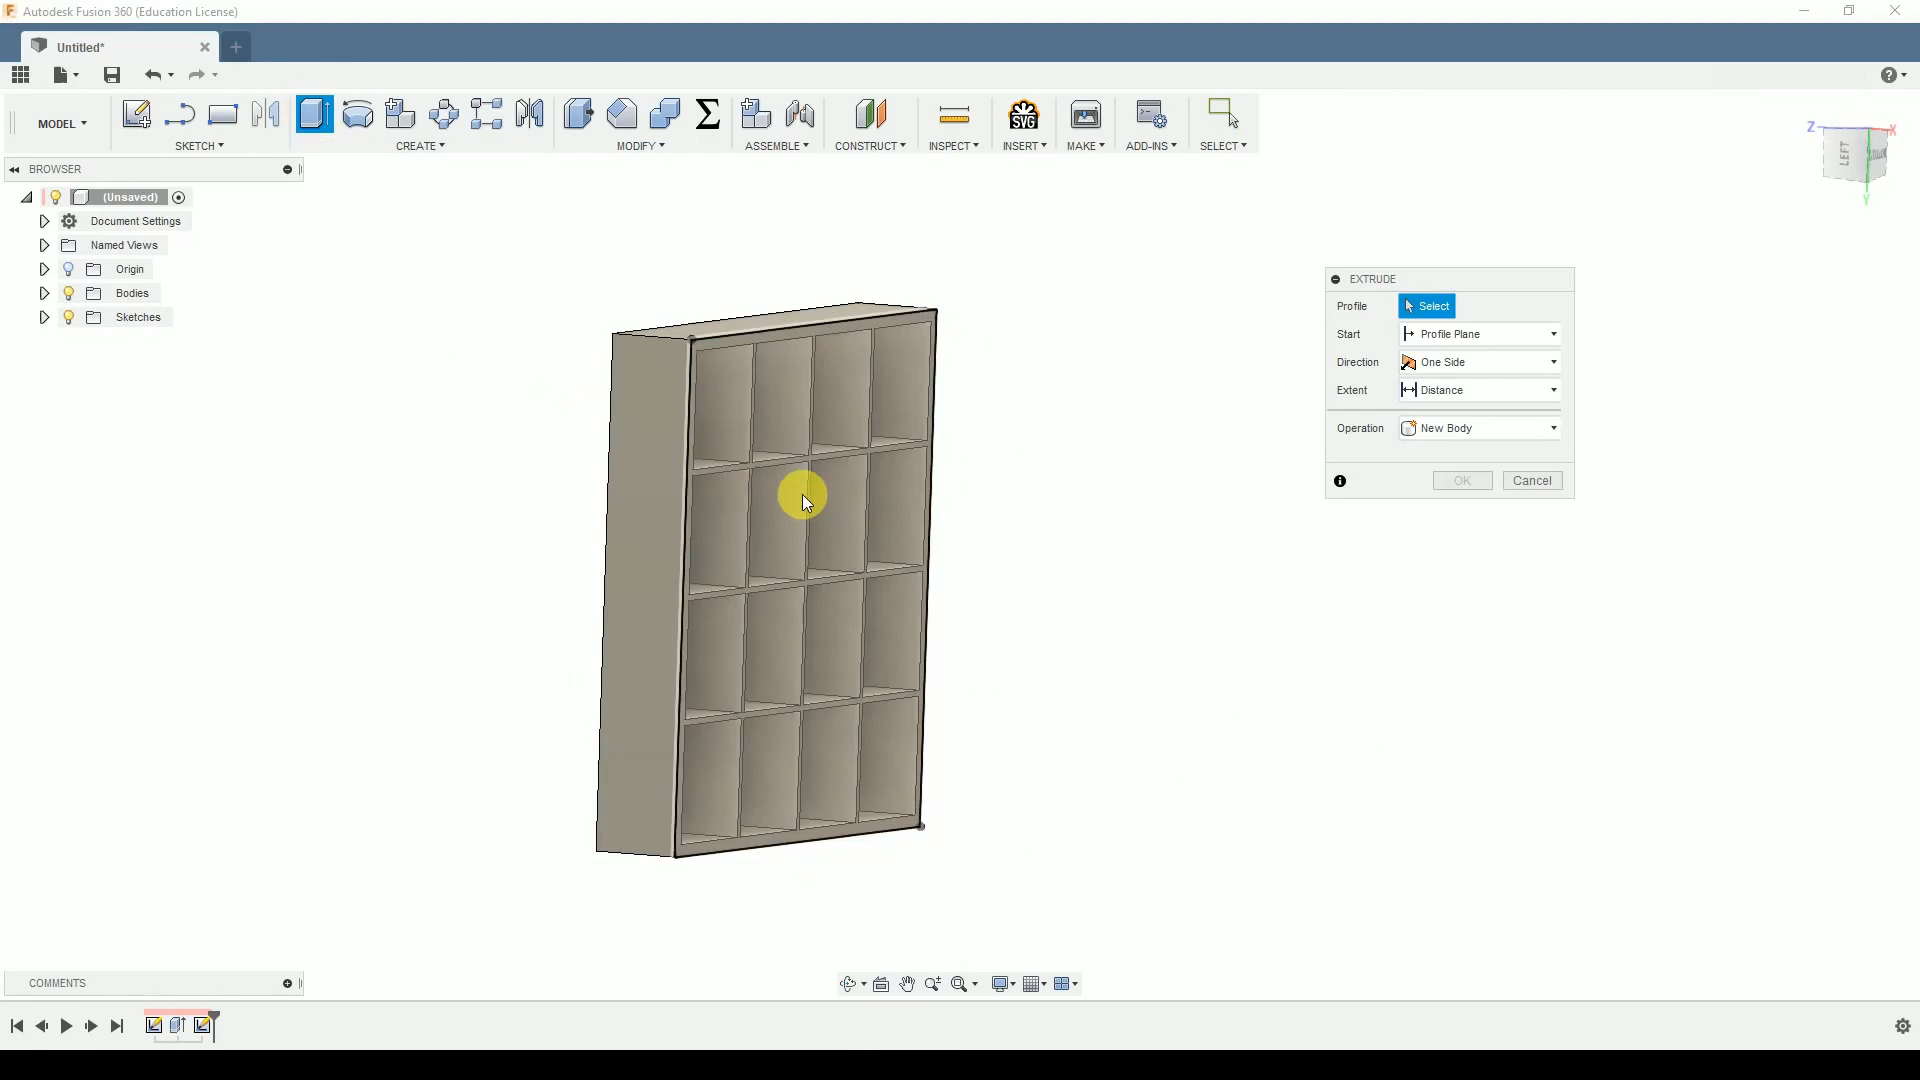 Autodesk Fusion 360 (Education License)
Untitled*
MODEL
SKETCH
CREATE
MODIFY
ASSEMBLE
CONSTRUCT
INSPECT
SVG
INSERT
MAKE
ADD-INS
SELECT
Z
X
LEFT
Y
BROWSER
(Unsaved)
Document Settings
Named Views
Origin
Bodies
Sketches
EXTRUDE
Profile Select
Start Profile Plane
Direction One Side
Extent Distance
Operation New Body
OK Cancel
COMMENTS